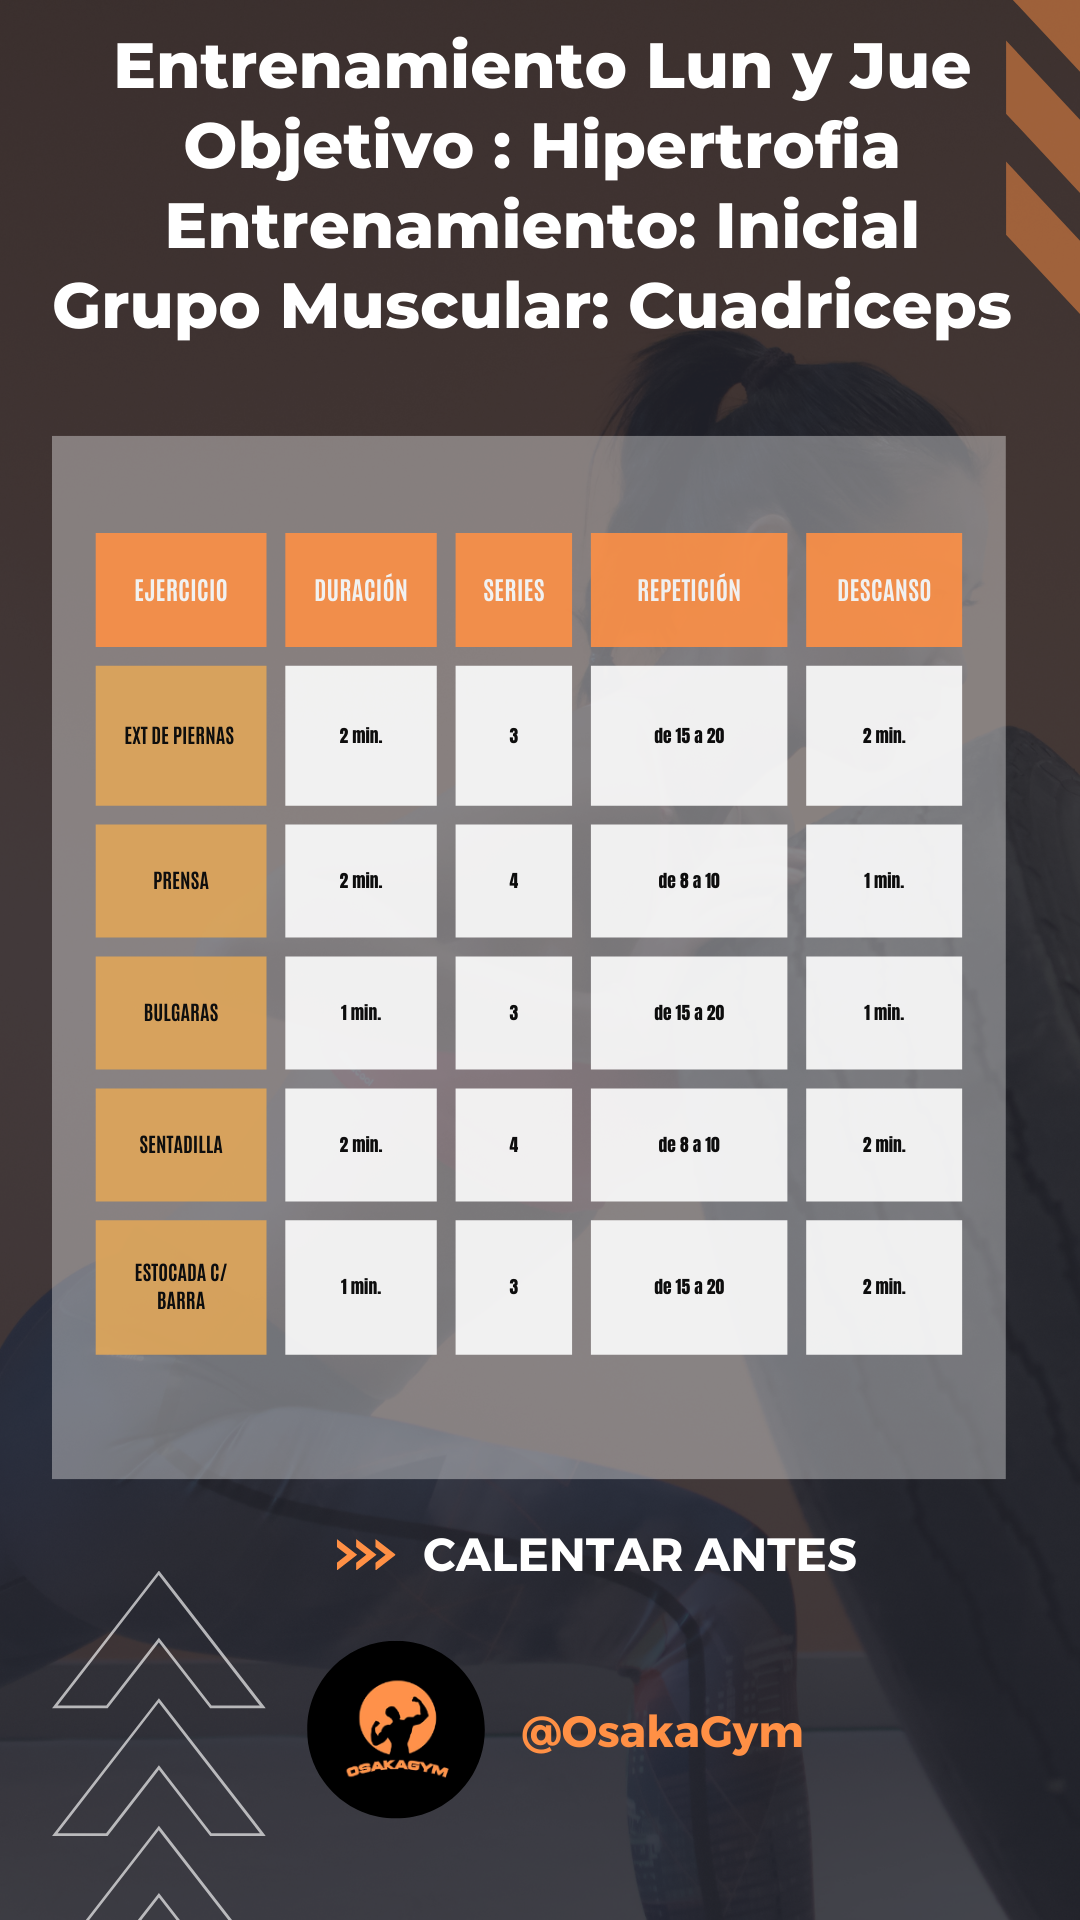 Entrenamiento Lun y Jue
Objetivo : Hipertrofia
Entrenamiento: Inicial
Grupo Muscular: Cuadriceps
EJERCICIO DURACIÓN SERIES REPETICIÓN DESCANSO
EXT DE PIERNAS 2 min. 3 de 15 a 20 2 min.
PRENSA 2 min. 4 de 8 a 10 1 min.
BULGARAS 1 min. 3 de 15 a 20 1 min.
SENTADILLA 2 min. 4 de 8 a 10 2 min.
ESTOCADA C/
BARRA 1 min. 3 de 15 a 20 2 min.
CALENTAR ANTES
OSAKAGYM
@OsakaGym